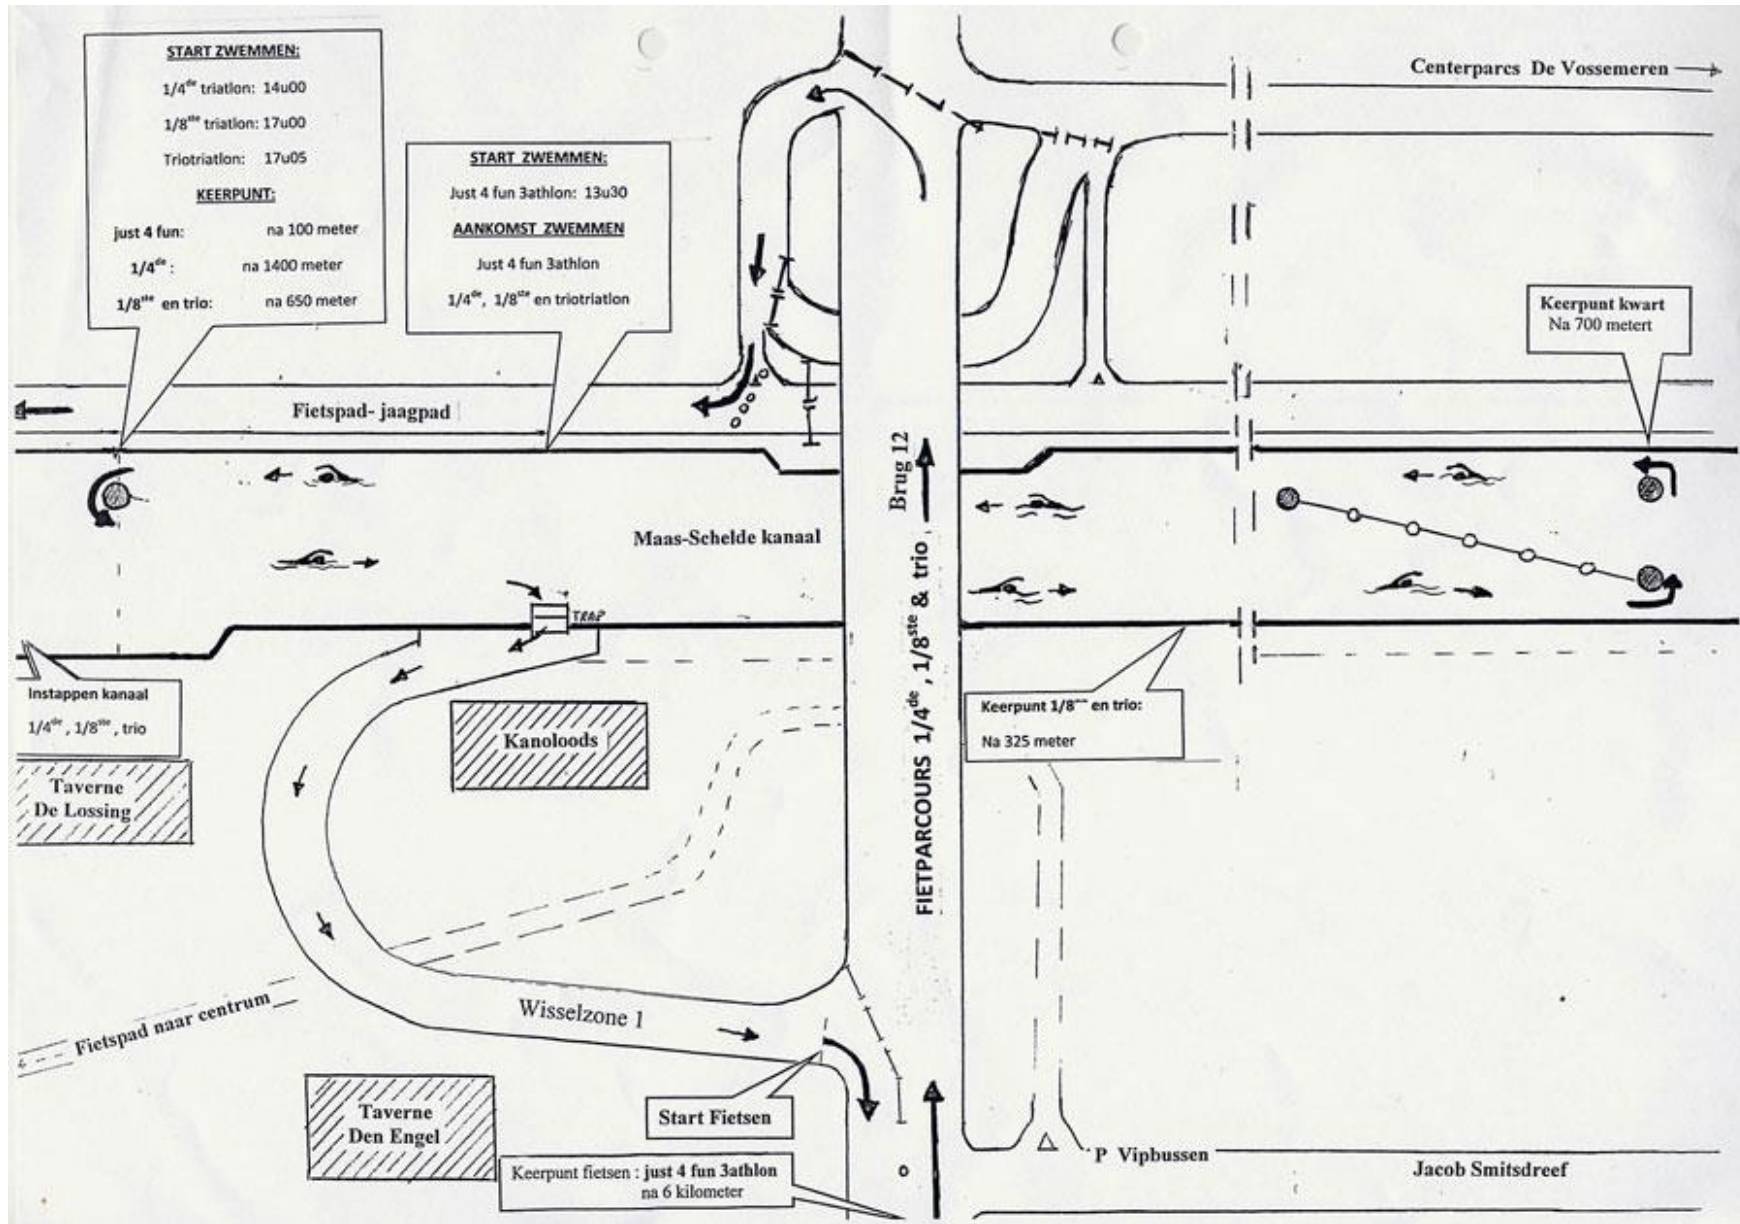 START ZWEMMEN:
1/4de triatlon: 14u00
1/8ste triatlon: 17u00
Triotriatlon: 17u05
KEERPUNT:
just 4 fun: na 100 meter
1/4de : na 1400 meter
1/8ste en trio: na 650 meter
START ZWEMMEN:
Just 4 fun 3athlon: 13u30
AANKOMST ZWEMMEN
Just 4 fun 3athlon
1/4de, 1/8ste en triotriatlon
Centerparcs De Vossemeren
Keerpunt kwart
Na 700 metert
Fietspad- jaagpad
Brug 12
FIETPARCOURS 1/4de , 1/8ste & trio
Maas-Schelde kanaal
TRAP
Instappen kanaal
1/4de , 1/8ste , trio
Taverne
De Lossing
Kanoloods
Keerpunt 1/8 en trio:
Na 325 meter
Fietspad naar centrum
Wisselzone 1
Taverne
Den Engel
Start Fietsen
Keerpunt fietsen : just 4 fun 3athlon
na 6 kilometer
P Vipbussen
Jacob Smitsdreef